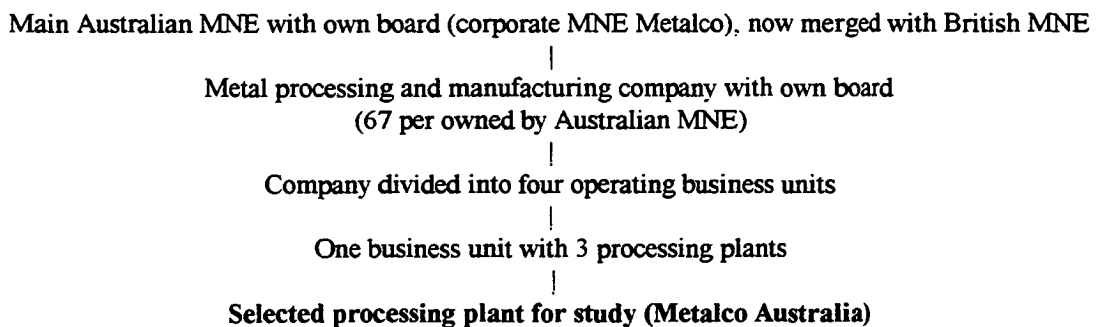 Main Australian MNE with own board (corporate MNE Metalco), now merged with British MNE
Metal processing and manufacturing company with own board
(67 per owned by Australian MNE)
Company divided into four operating business units
One business unit with 3 processing plants
Selected processing plant for study (Metalco Australia)